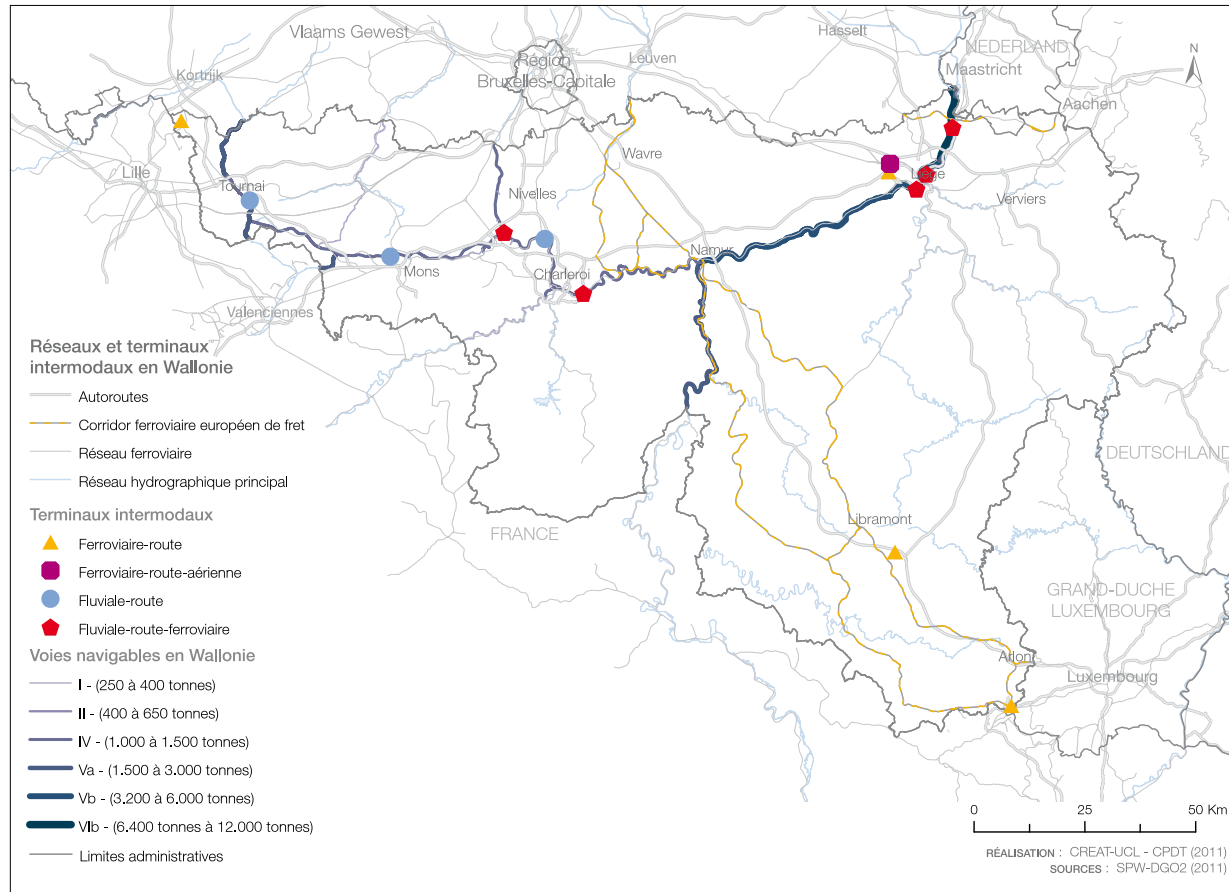 Vlaams Gewest
Hasselt
NEDERLAND
Région
Bruxelles-Capitale
Leuven
Maastricht
N
Kortrijk
Aachen
Lille
Wavre
Tournai
Nivelles
Liège
Verviers
Mons
Charleroi
Namur
Valenciennes
Réseaux et terminaux
intermodaux en Wallonie
Autoroutes
Corridor ferroviaire européen de fret
Réseau ferroviaire
Réseau hydrographique principal
Terminaux intermodaux
Ferroviaire-route
Ferroviaire-route-aérienne
Fluviale-route
Fluviale-route-ferroviaire
Voies navigables en Wallonie
I - (250 à 400 tonnes)
II - (400 à 650 tonnes)
IV - (1.000 à 1.500 tonnes)
Va - (1.500 à 3.000 tonnes)
Vb - (3.200 à 6.000 tonnes)
VIb - (6.400 tonnes à 12.000 tonnes)
Limites administratives
DEUTSCHLAND
FRANCE
Libramont
GRAND-DUCHE
LUXEMBOURG
Arlon
Luxembourg
0 25 50 Km
RÉALISATION : CREAT-UCL - CPDT (2011)
SOURCES : SPW-DGO2 (2011)